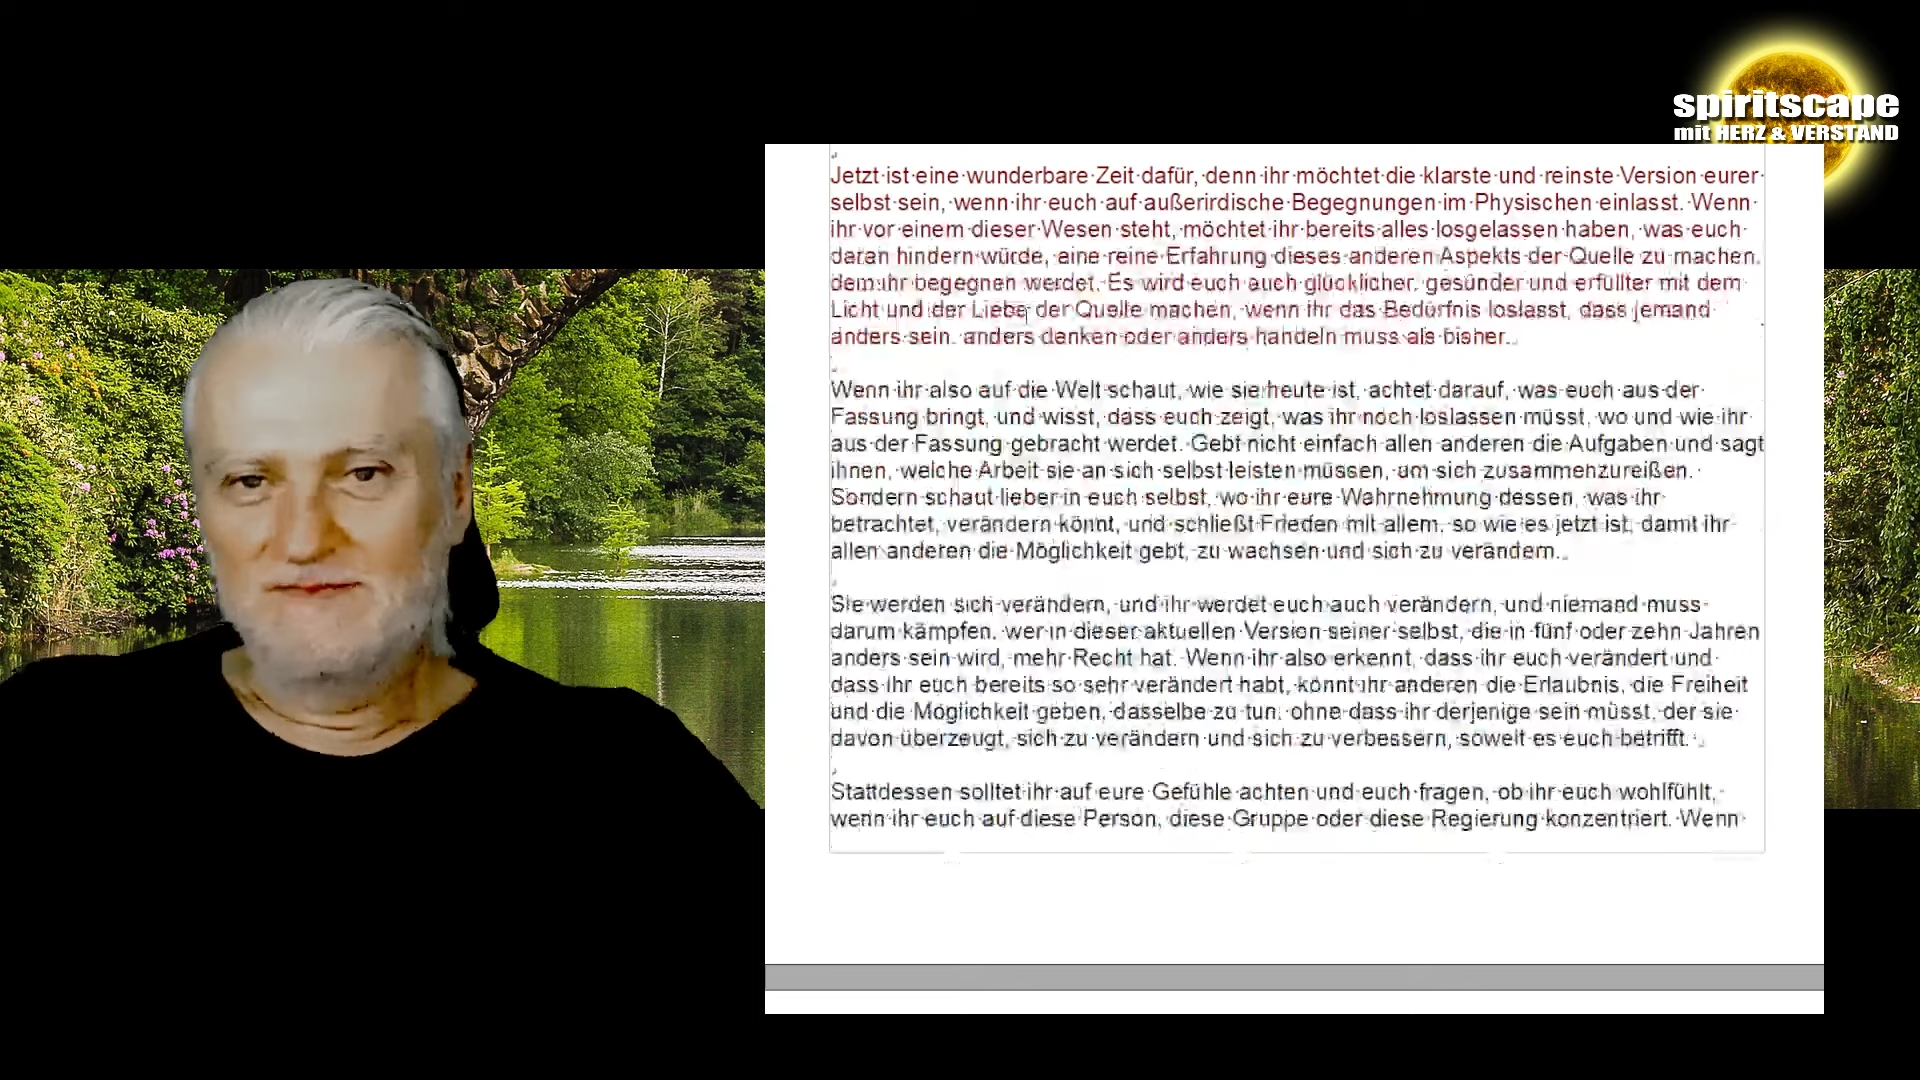 spiritscape
mit HERZ & VERSTAND
Jetzt ist eine wunderbare Zeit dafür, denn ihr möchtet die klarste und reinste Version eurer
selbst sein, wenn ihr euch auf außerirdische Begegnungen im Physischen einlasst. Wenn
ihr vor einem dieser Wesen steht, möchtet ihr bereits alles losgelassen haben, was euch
daran hindern würde, eine reine Erfahrung dieses anderen Aspekts der Quelle zu machen,
dem ihr begegnen werdet. Es wird euch auch glücklicher, gesünder und erfüllter mit dem
Licht und der Liebe der Quelle machen, wenn ihr das Bedürfnis loslasst, dass jemand
anders sein, anders denken oder anders handeln muss als bisher.
Wenn ihr also auf die Welt schaut, wie sie heute ist, achtet darauf, was euch aus der
Fassung bringt, und wisst, dass euch zeigt, was ihr noch loslassen müsst, wo und wie ihr
aus der Fassung gebracht werdet. Gebt nicht einfach allen anderen die Aufgaben und sagt
ihnen, welche Arbeit sie an sich selbst leisten müssen, um sich zusammenzureißen.
Sondern schaut lieber in euch selbst, wo ihr eure Wahrnehmung dessen, was ihr
betrachtet, verändern könnt, und schließt Frieden mit allem, so wie es jetzt ist, damit ihr
allen anderen die Möglichkeit gebt, zu wachsen und sich zu verändern.
Sie werden sich verändern, und ihr werdet euch auch verändern, und niemand muss
darum kämpfen, wer in dieser aktuellen Version seiner selbst, die in fünf oder zehn Jahren
anders sein wird, mehr Recht hat. Wenn ihr also erkennt, dass ihr euch verändert und
dass ihr euch bereits so sehr verändert habt, könnt ihr anderen die Erlaubnis, die Freiheit
und die Möglichkeit geben, dasselbe zu tun, ohne dass ihr derjenige sein müsst, der sie
davon überzeugt, sich zu verändern und sich zu verbessern, soweit es euch betrifft.
Stattdessen solltet ihr auf eure Gefühle achten und euch fragen, ob ihr euch wohlfühlt,
wenn ihr euch auf diese Person, diese Gruppe oder diese Regierung konzentriert. Wenn